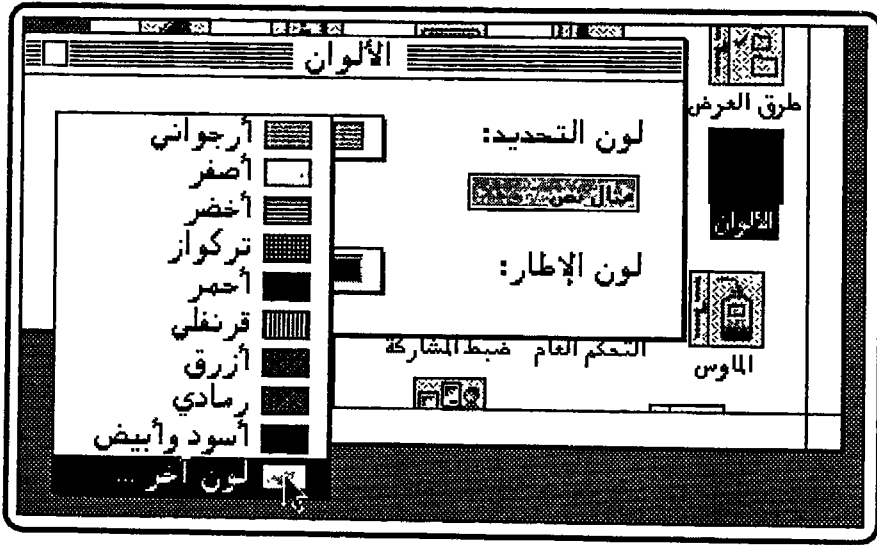 الألوان
طرق العرض
لون التحديد:
مثال نص
الألوان
لون الإطار:
الماوس
التحكم العام
ضبط المشاركة
أرجواني
أصفر
أخضر
تركواز
أحمر
قرنفلي
أزرق
رمادي
أسود وأبيض
لون آخر ...